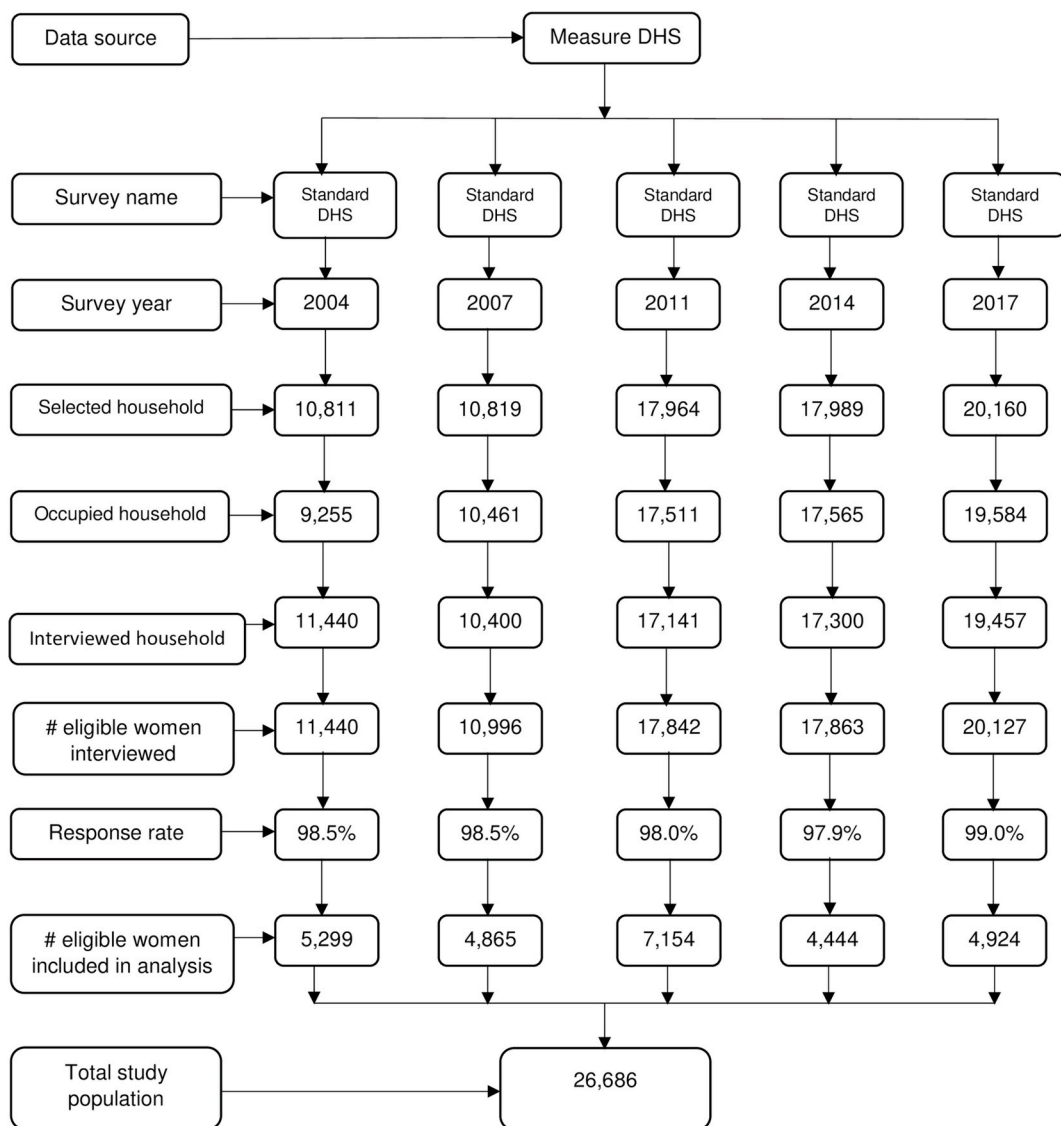 Data source
Measure DHS
Survey name
Standard
DHS
Standard
DHS
Standard
DHS
Standard
DHS
Standard
DHS
Survey year
2004
2007
2011
2014
2017
Selected household
10,811
10,819
17,964
17,989
20,160
Occupied household
9,255
10,461
17,511
17,565
19,584
Interviewed household
11,440
10,400
17,141
17,300
19,457
# eligible women
interviewed
11,440
10,996
17,842
17,863
20,127
Response rate
98.5%
98.5%
98.0%
97.9%
99.0%
# eligible women
included in analysis
5,299
4,865
7,154
4,444
4,924
Total study
population
26,686